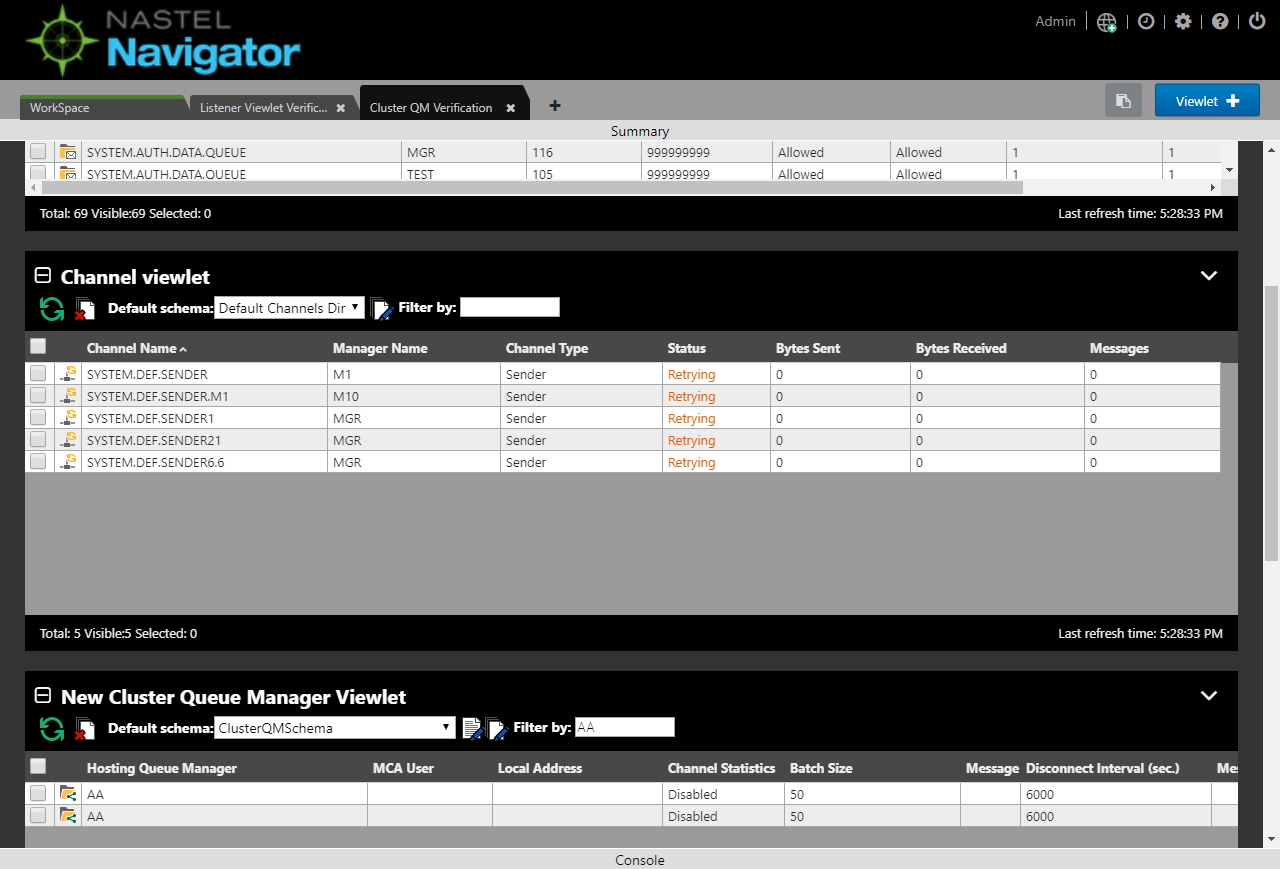 NASTEL
Navigator
Admin
WorkSpace
Listener Viewlet Verific...
Cluster QM Verification
Viewlet
Summary
SYSTEM.AUTH.DATA.QUEUE MGR 116 999999999 Allowed Allowed 1 1
SYSTEM.AUTH.DATA.QUEUE TEST 105 999999999 Allowed Allowed 1 1
Total: 69 Visible:69 Selected: 0 Last refresh time: 5:28:33 PM
Channel viewlet
Default schema: Default Channels Dir Filter by:
Channel Name Manager Name Channel Type Status Bytes Sent Bytes Received Messages
SYSTEM.DEF.SENDER M1 Sender Retrying 0 0 0
SYSTEM.DEF.SENDER.M1 M10 Sender Retrying 0 0 0
SYSTEM.DEF.SENDER1 MGR Sender Retrying 0 0 0
SYSTEM.DEF.SENDER21 MGR Sender Retrying 0 0 0
SYSTEM.DEF.SENDER6.6 MGR Sender Retrying 0 0 0
Total: 5 Visible:5 Selected: 0 Last refresh time: 5:28:33 PM
New Cluster Queue Manager Viewlet
Default schema: ClusterQMSchema Filter by: AA
Hosting Queue Manager MCA User Local Address Channel Statistics Batch Size Message Disconnect Interval (sec.)
AA Disabled 50 6000
AA Disabled 50 6000
Console